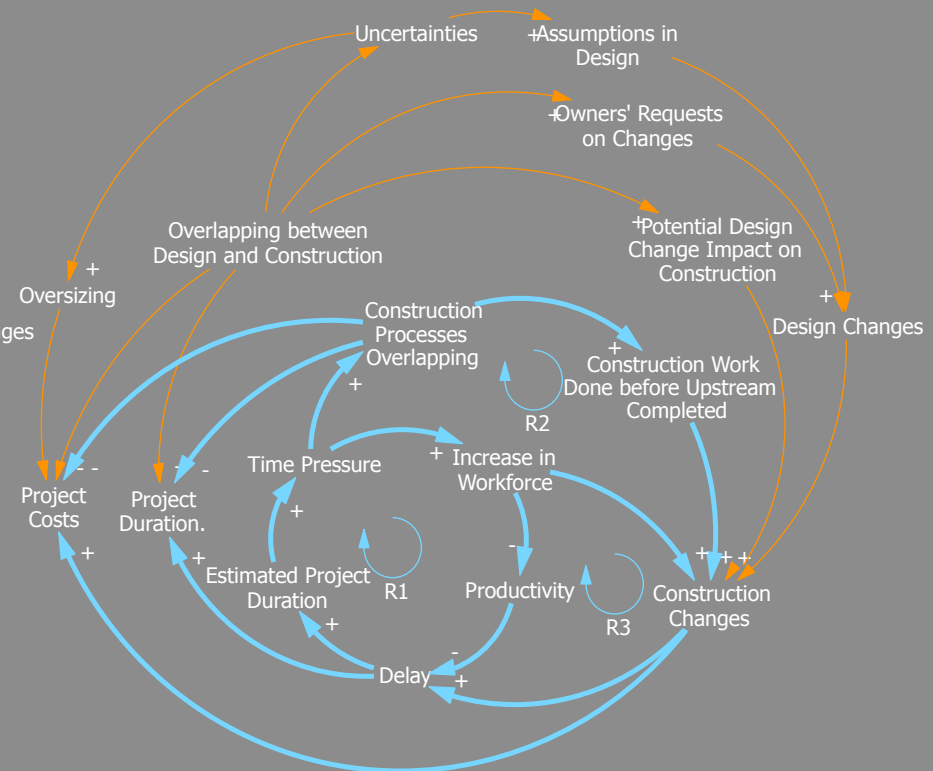 Uncertainties
+Assumptions in
Design
+Owners' Requests
on Changes
Overlapping between
Design and Construction
+Potential Design
Change Impact on
Construction
+
Oversizing
ges
+
Design Changes
Construction
Processes
Overlapping
+
Construction Work
Done before Upstream
Completed
+
R2
Time Pressure
+ Increase in
Workforce
- -
- -
Project
Costs
Project
Duration.
+
+
+
Estimated Project
Duration
R1
-
Productivity
R3
+ + +
Construction
Changes
+
-
Delay
+